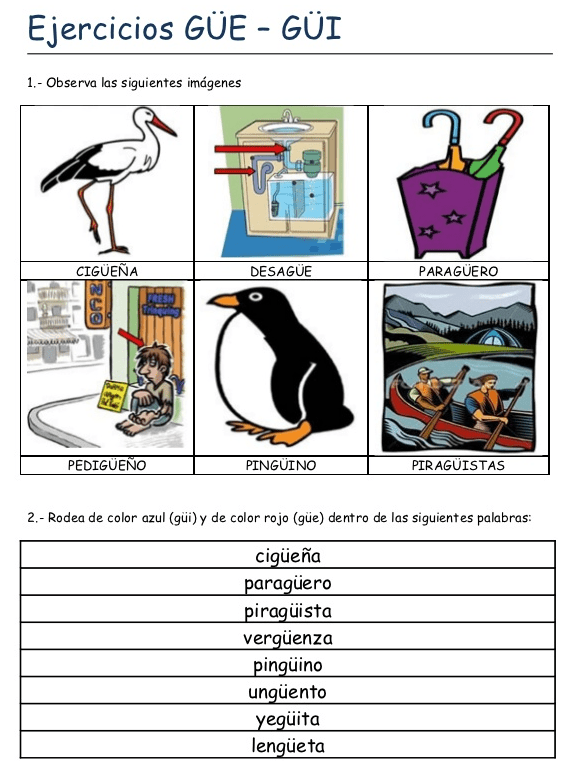 Ejercicios GÜE – GÜI
1.- Observa las siguientes imágenes
CIGÜEÑA
DESAGÜE
PARAGÜERO
NCO
FRESH
PEDIGÜEÑO
PINGÜINO
PIRAGÜISTAS
2.- Rodea de color azul (güi) y de color rojo (güe) dentro de las siguientes palabras:
cigüeña
paragüero
piragüista
vergüenza
pingüino
ungüento
yegüita
lengüeta